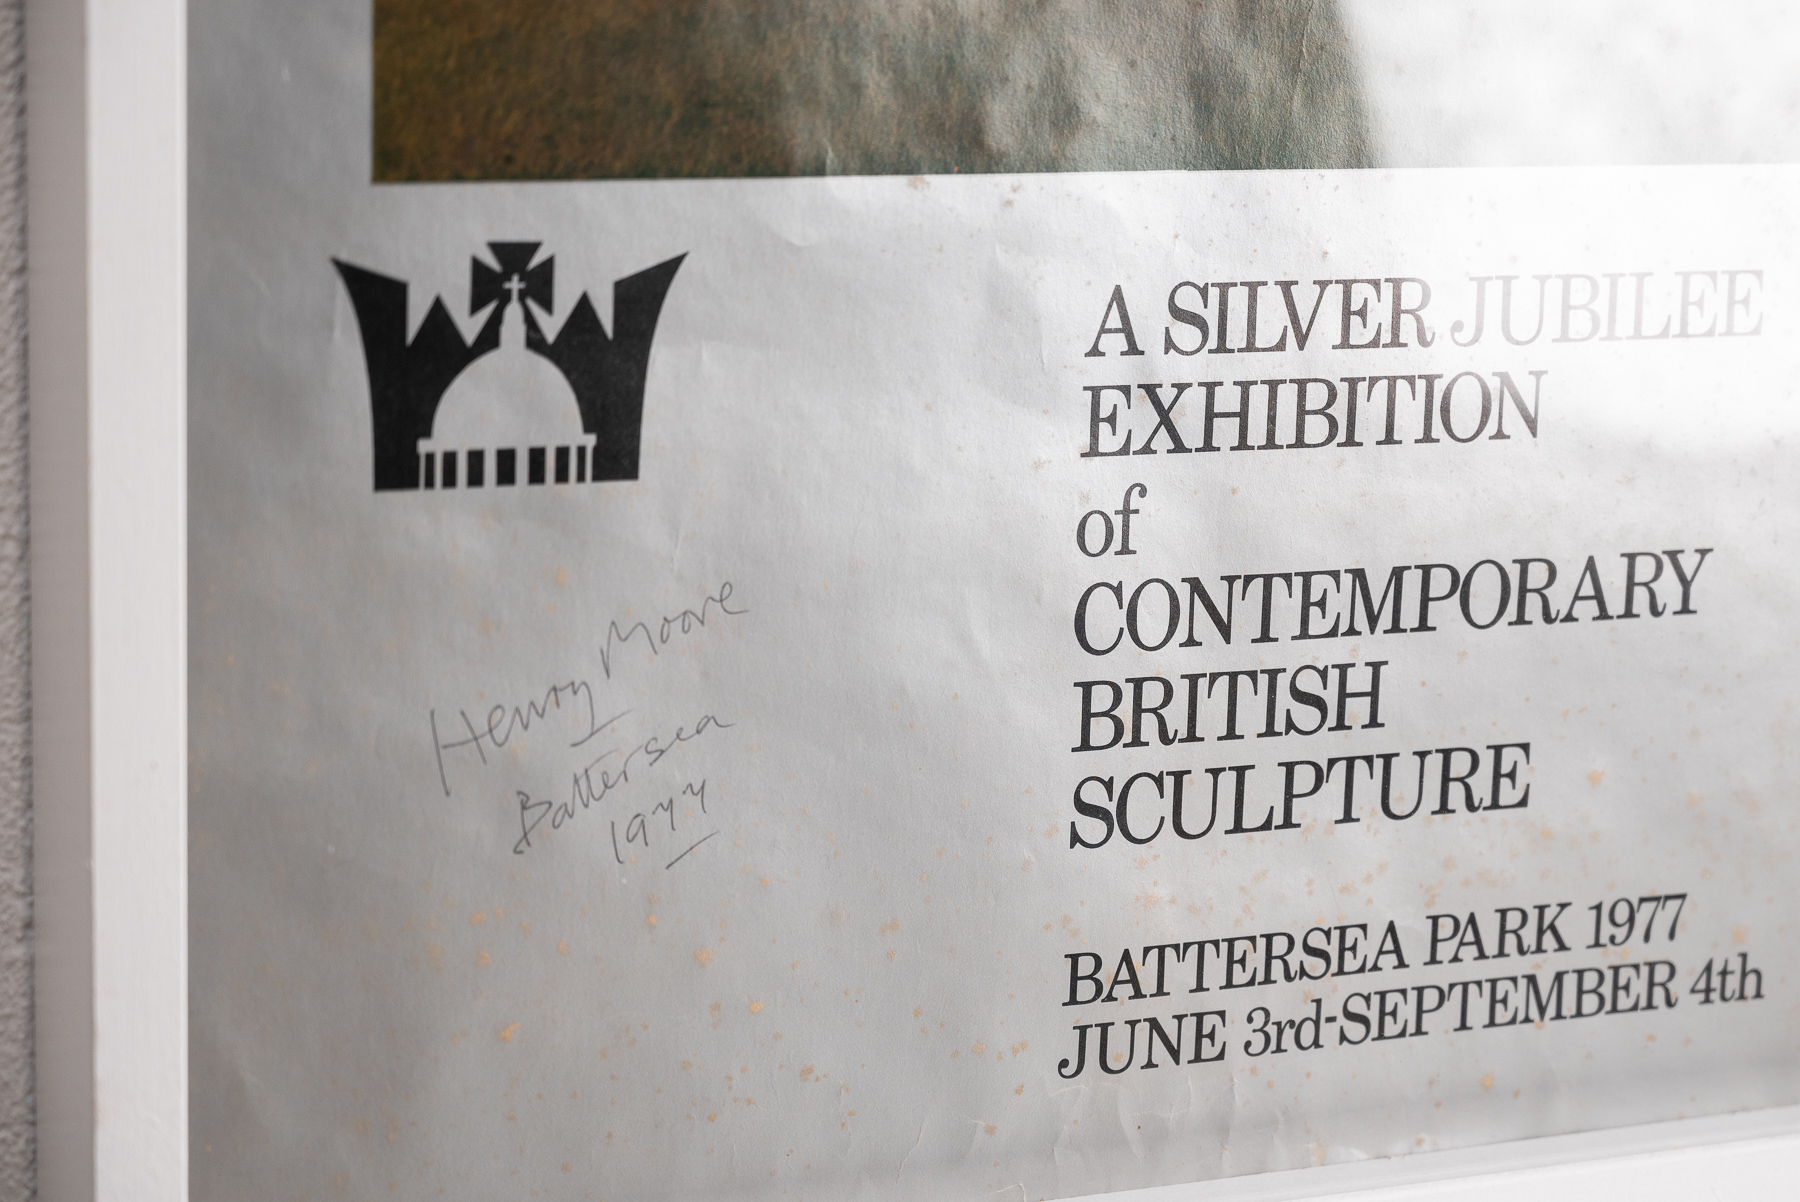 A SILVER JUBILEE
EXHIBITION
of
CONTEMPORARY
BRITISH
SCULPTURE
BATTERSEA PARK 1977
JUNE 3rd-SEPTEMBER 4th
Henry Moore
Battersea
1977